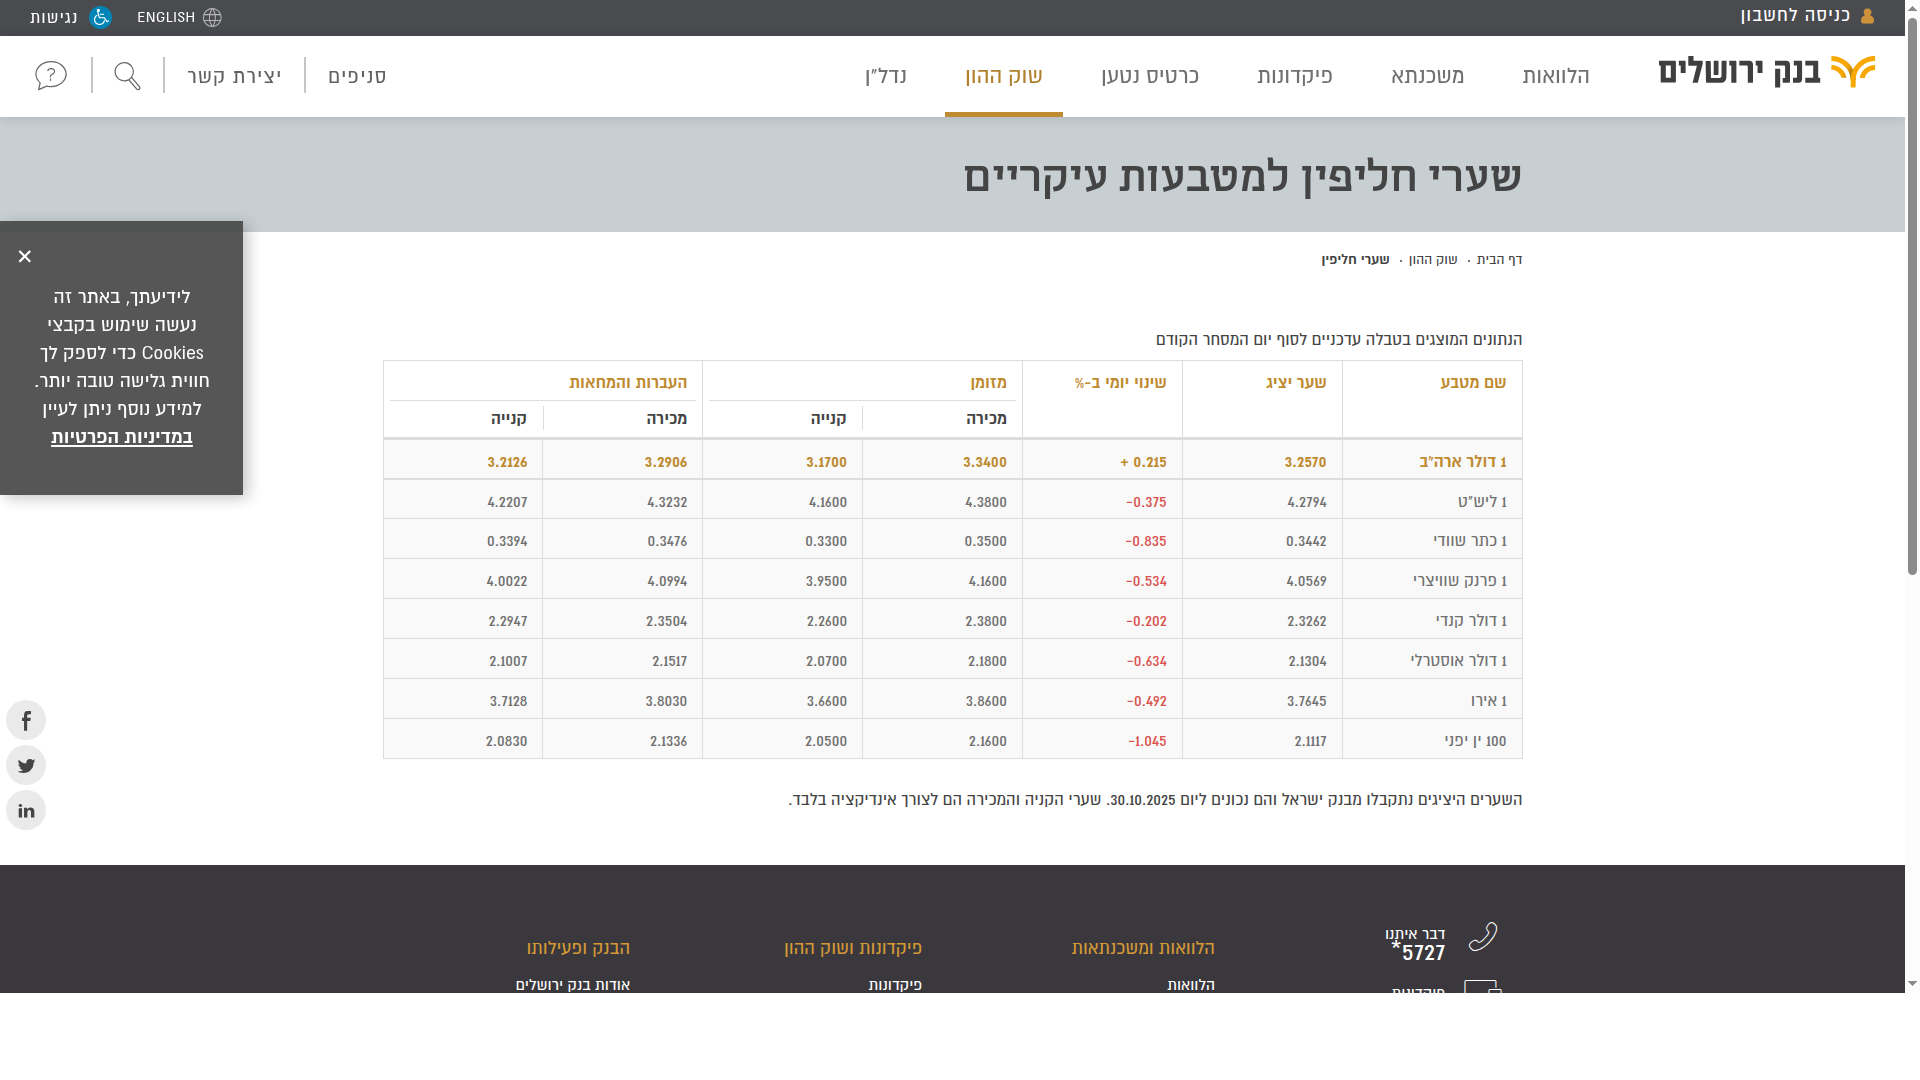 כניסה לחשבון
ENGLISH
נגישות
בנק ירושלים
הלוואות
משכנתא
פיקדונות
כרטיס נטען
שוק ההון
נדל"ן
סניפים
יצירת קשר
שערי חליפין למטבעות עיקריים
דף הבית · שוק ההון · שערי חליפין
×
לידיעתך, באתר זה
נעשה שימוש בקבצי
Cookies כדי לספק לך
חווית גלישה טובה יותר.
למידע נוסף ניתן לעיין
במדיניות הפרטיות
הנתונים המוצגים בטבלה עדכניים לסוף יום המסחר הקודם
שם מטבע שער יציג שינוי יומי ב-% מזומן העברות והמחאות
מכירה קנייה מכירה קנייה
1 דולר ארה"ב 3.2570 0.215 + 3.3400 3.1700 3.2906 3.2126
1 ליש"ט 4.2794 0.375- 4.3800 4.1600 4.3232 4.2207
1 כתר שוודי 0.3442 0.835- 0.3500 0.3300 0.3476 0.3394
1 פרנק שוויצרי 4.0569 0.534- 4.1600 3.9500 4.0994 4.0022
1 דולר קנדי 2.3262 0.202- 2.3800 2.2600 2.3504 2.2947
1 דולר אוסטרלי 2.1304 0.634- 2.1800 2.0700 2.1517 2.1007
1 אירו 3.7645 0.492- 3.8600 3.6600 3.8030 3.7128
100 ין יפני 2.1117 1.045- 2.1600 2.0500 2.1336 2.0830
השערים היציגים נתקבלו מבנק ישראל והם נכונים ליום 30.10.2025. שערי הקניה והמכירה הם לצורך אינדיקציה בלבד.
דבר איתנו
*5727
פיקדונות
הלוואות ומשכנתאות
הלוואות
פיקדונות ושוק ההון
פיקדונות
הבנק ופעילותו
אודות בנק ירושלים